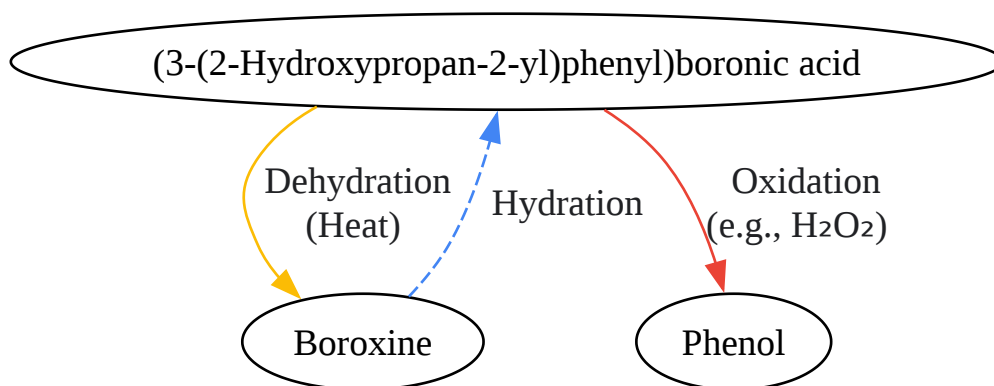 (3-(2-Hydroxypropan-2-yl)phenyl)boronic acid
Dehydration
(Heat)
Hydration
Oxidation
(e.g., H₂O₂)
Boroxine
Phenol